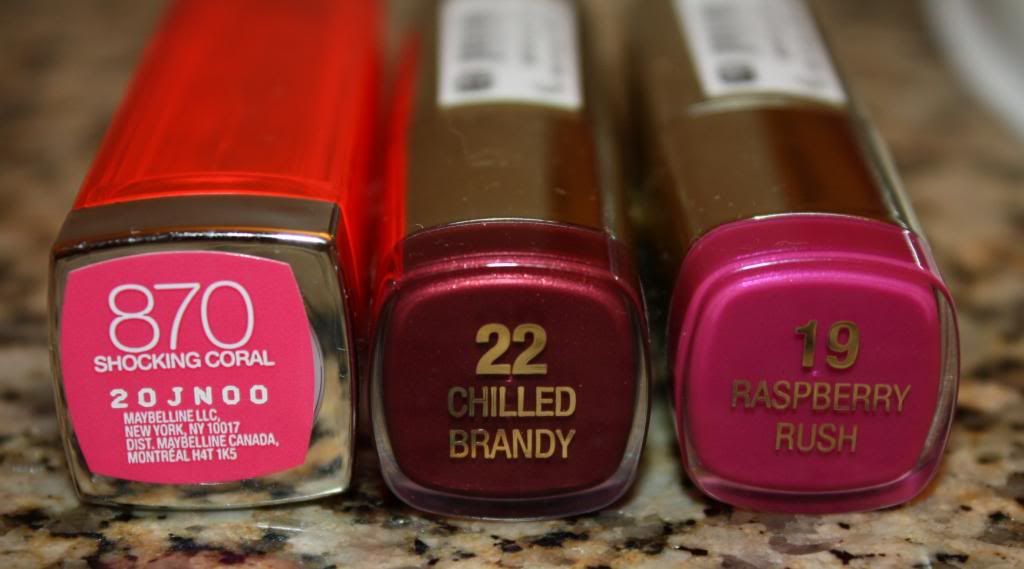 870
SHOCKING CORAL
20JN00
MAYBELLINE LLC,
NEW YORK, NY 10017
DIST. MAYBELLINE CANADA,
MONTRÉAL H4T 1K5
22
CHILLED
BRANDY
19
RASPBERRY
RUSH